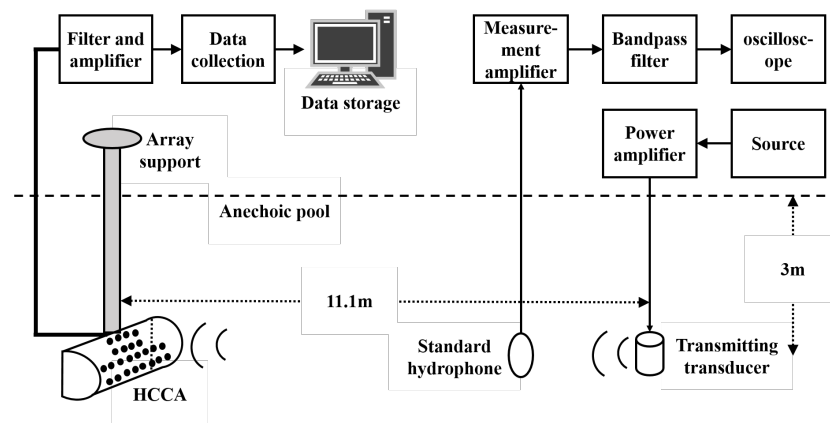 Filter and
amplifier
Data
collection
Data storage
Measure-
ment
amplifier
Bandpass
filter
oscillosc-
ope
Power
amplifier
Source
Array
support
Anechoic pool
3m
11.1m
Standard
hydrophone
Transmitting
transducer
HCCA